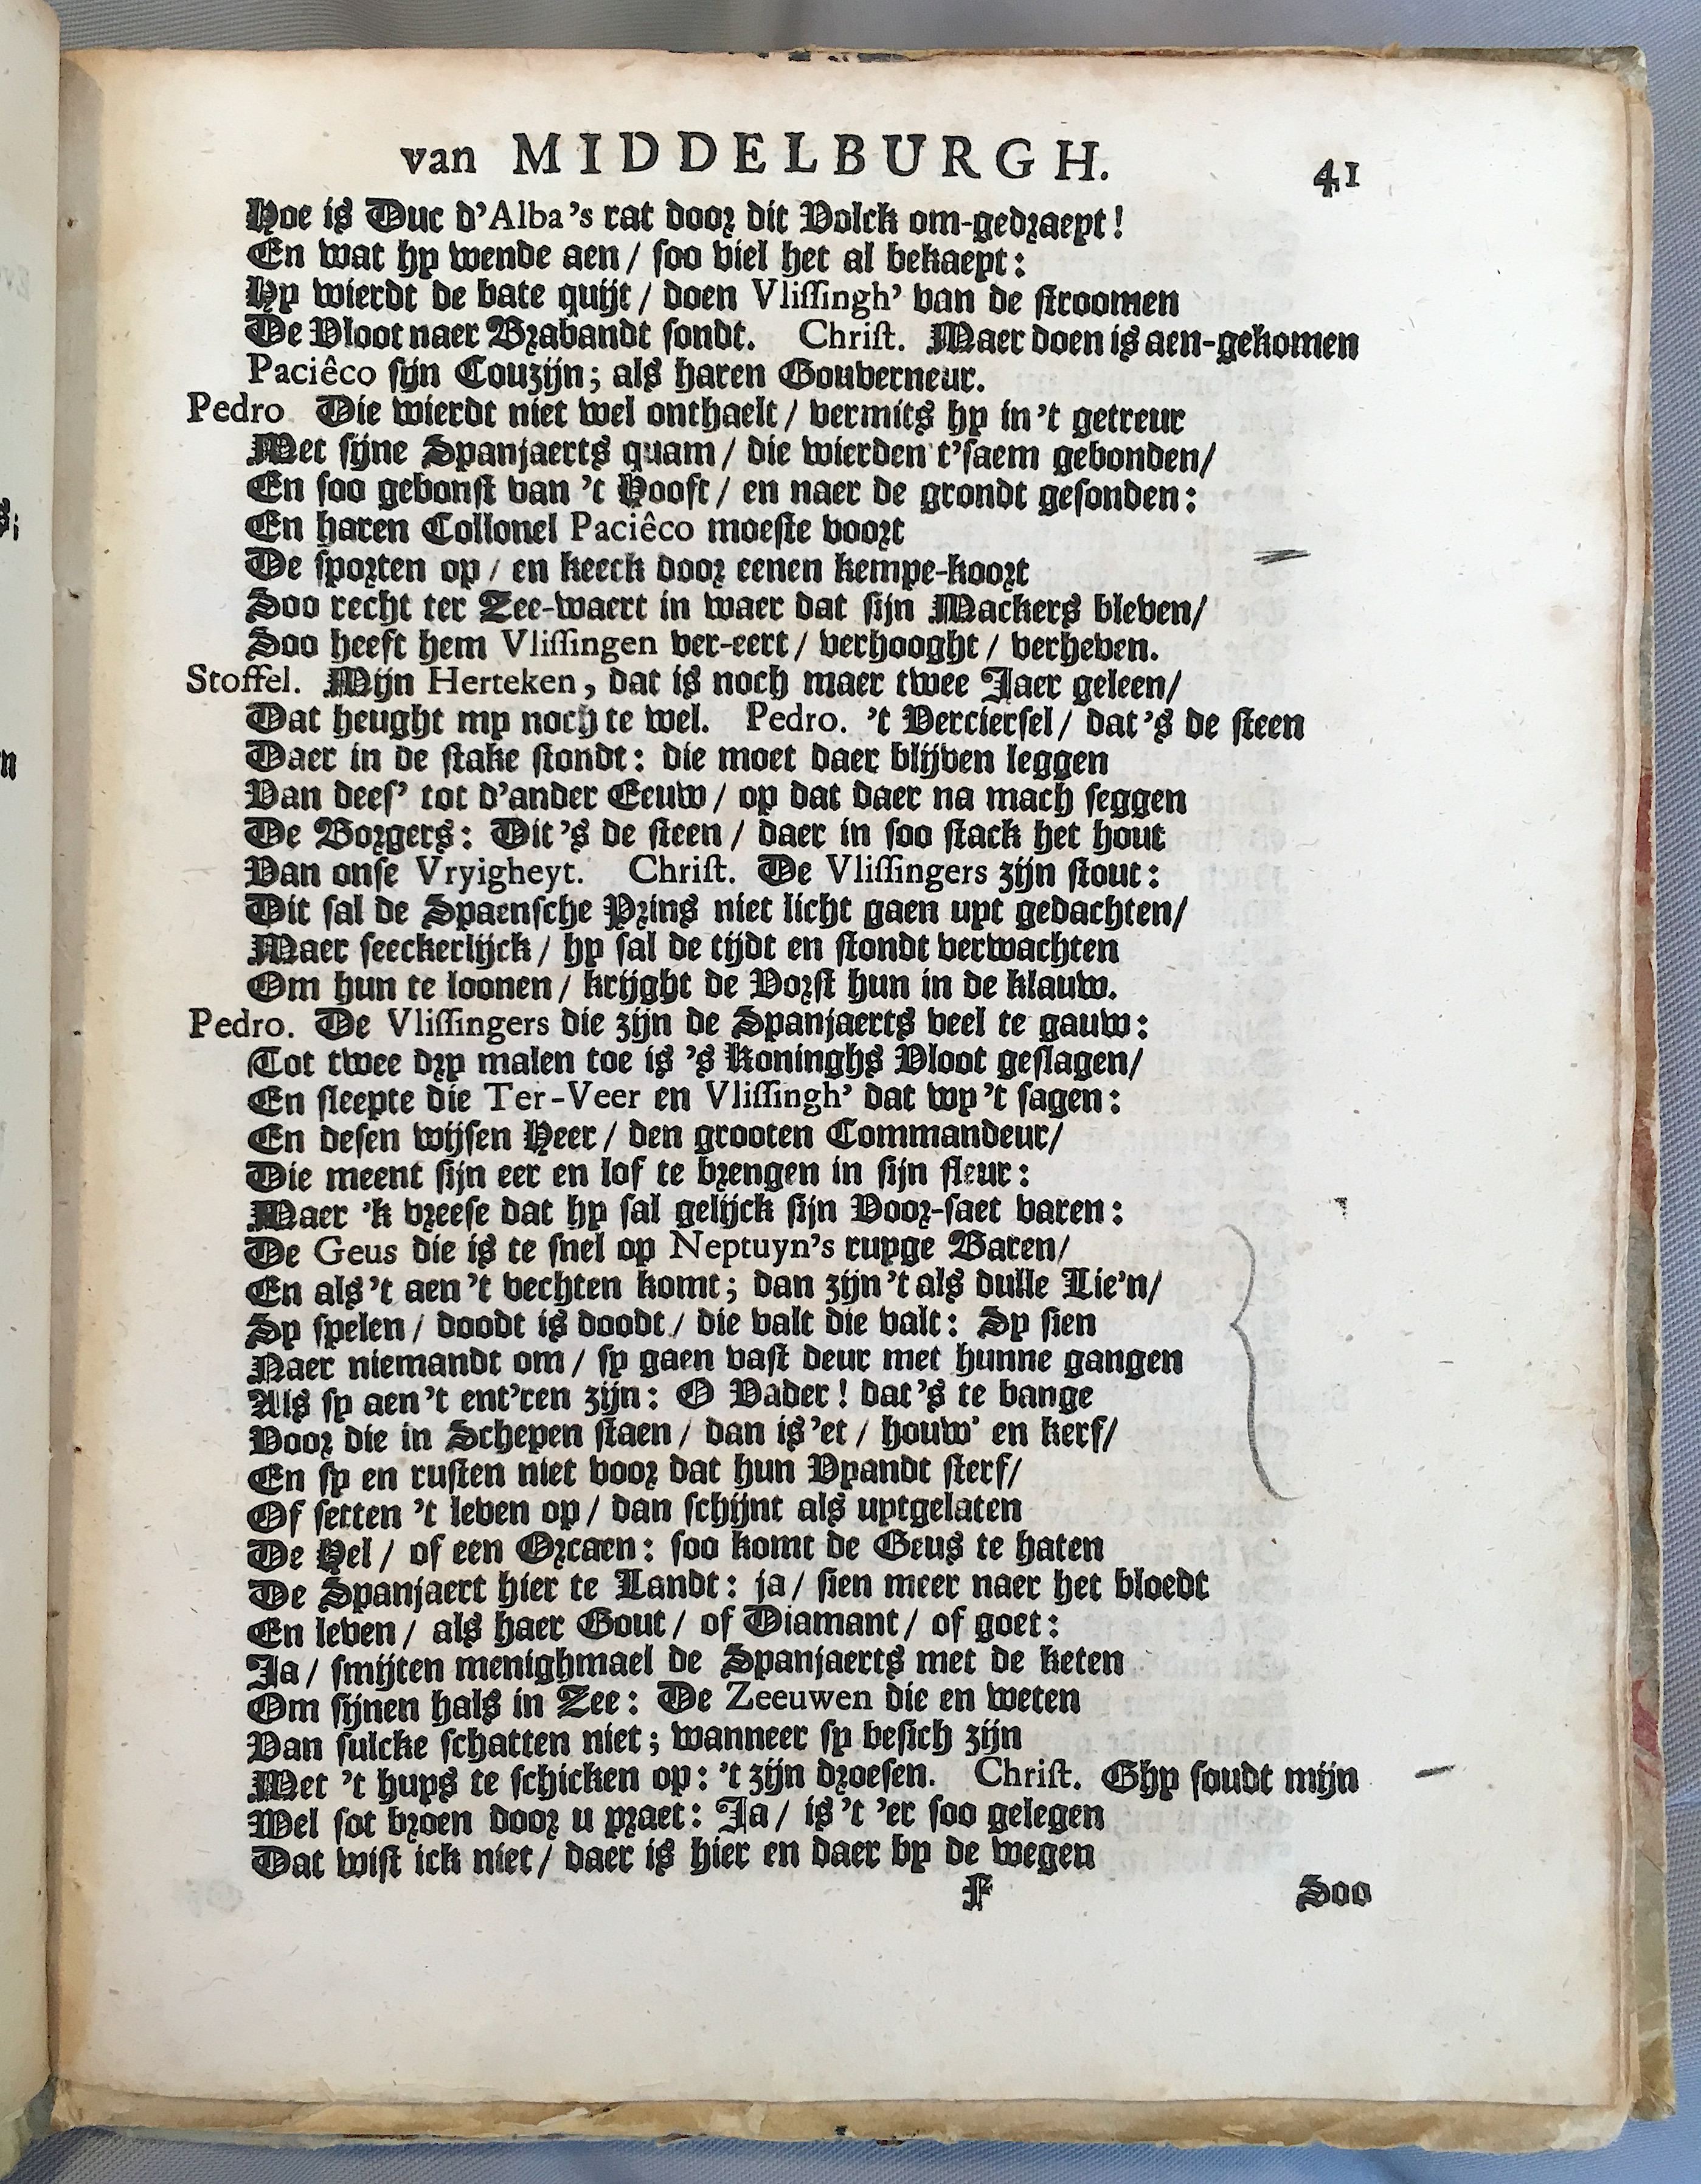 van MIDDELBURGH. 41
Hoe is Duc d'Alba's rat door dit Volck om-gedraeyt!
En wat hy wende aen / soo viel het al bekaeyt:
Hy wierdt de bate quijt / doen Vlissingh' van de stroomen
De Vloot naer Brabandt sondt. Christ. Maer doen is aen-gekomen
Paciêco sijn Couzijn; als haren Gouverneur.
Pedro Die wierdt niet wel onthaelt / vermits hy in 't getreur
Met sijne Spanjaerts quam / die wierden t'saem gebonden /
En soo gebonst van 't Hooft / en naer de grondt gesonden:
En haren Collonel Paciêco moeste voort
De sporten op / en keeck door eenen kempe-koort
Soo recht ter Zee-waert in waer dat sijn Mackers bleven /
Soo heeft hem Vlissingen ver-eert / verhooght / verheven.
Stoffel. Mijn Herteken, dat is noch maer twee Jaer geleen /
Dat heught my noch te wel. Pedro. 't Verciersel / dat's de steen
Daer in de stake stondt: die moet daer blijven leggen
Van dees' tot d'ander Eeuw / op dat daer na mach seggen
De Borgers: Dit's de steen / daer in soo stack het hout
Van onse Vryigheyt. Christ. De Vlissingers zijn stout:
Dit sal de Spaensche Prins niet licht gaen uyt gedachten /
Maer seeckerlijck / hy sal de tijdt en stondt verwachten
Om hun te loonen / krijght de Vorst hun in de klauw.
Pedro. De Vlissingers die zijn de Spanjaerts veel te gauw:
Tot twee dry malen toe is 's Koninghs Vloot geslagen /
En sleepte die Ter-Veer en Vlissingh' dat wy 't sagen:
En desen wijsen Heer / den grooten Commandeur /
Die meent sijn eer en lof te brengen in sijn fleur:
Maer 'k vreese dat hy sal gelijck sijn Voor-saet varen:
De Geus die is te snel op Neptuyn's ruyge Baren /
En als 't aen 't vechten komt; dan zijn 't als dulle Lie'n /
Sy spelen / doodt is doodt / die valt die valt: Sy sien
Naer niemandt om / sy gaen vast deur met hunne gangen
Als sy aen 't ent'ren zijn: O Vader! dat's te bange
Voor die in Schepen staen / dan is 'et / houw' en kerf /
En sy en rusten niet voor dat hun Vyandt sterf /
Of setten 't leven op / dan schijnt als uytgelaten
De Hel / of een Orcaen: soo komt de Geus te haten
De Spanjaert hier te Landt: ja / sien meer naer het bloedt
En leven / als haer Gout / of Diamant / of goet:
Ja / smijten menighmael de Spanjaerts met de keten
Om sijnen hals in Zee: De Zeeuwen die en weten
Van sulcke schatten niet; wanneer sy besich zijn
Met 't huys te schicken op: 't zijn droesen. Christ. Ghy soudt mijn
Wel sot broen door u praet: Ja / is 't 'er soo gelegen
Dat wist ick niet / daer is hier en daer by de wegen
F Soo